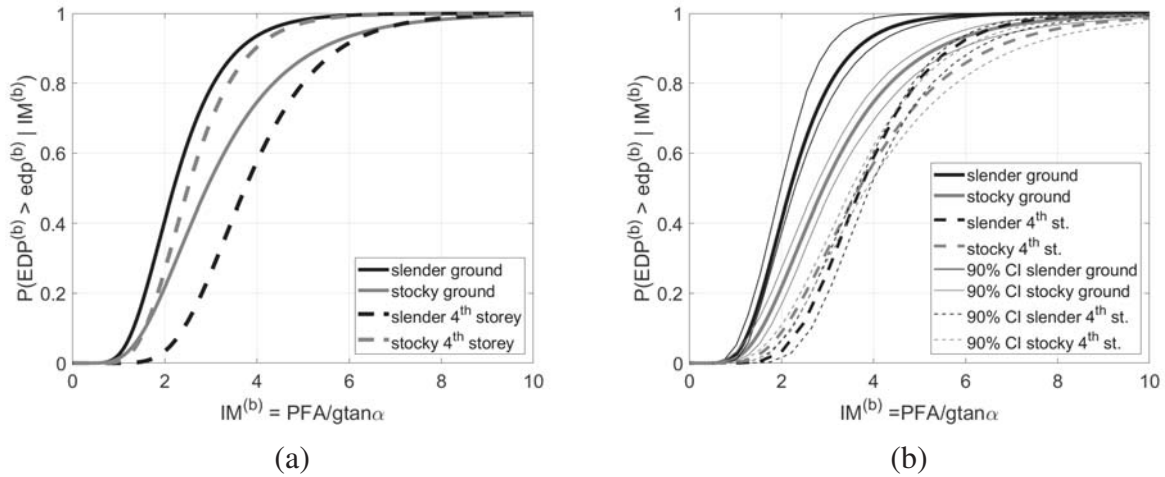 P(EDP^(b) > edp^(b) | IM^(b))
1
0.8
0.6
0.4
0.2
0
0 2 4 6 8 10
IM^(b) = PFA/gtanα
slender ground
stocky ground
slender 4^th storey
stocky 4^th storey
(a)
P(EDP^(b) > edp^(b) | IM^(b))
1
0.8
0.6
0.4
0.2
0
0 2 4 6 8 10
IM^(b) =PFA/gtanα
slender ground
stocky ground
slender 4^th st.
stocky 4^th st.
90% CI slender ground
90% CI stocky ground
90% CI slender 4^th st.
90% CI stocky 4^th st.
(b)